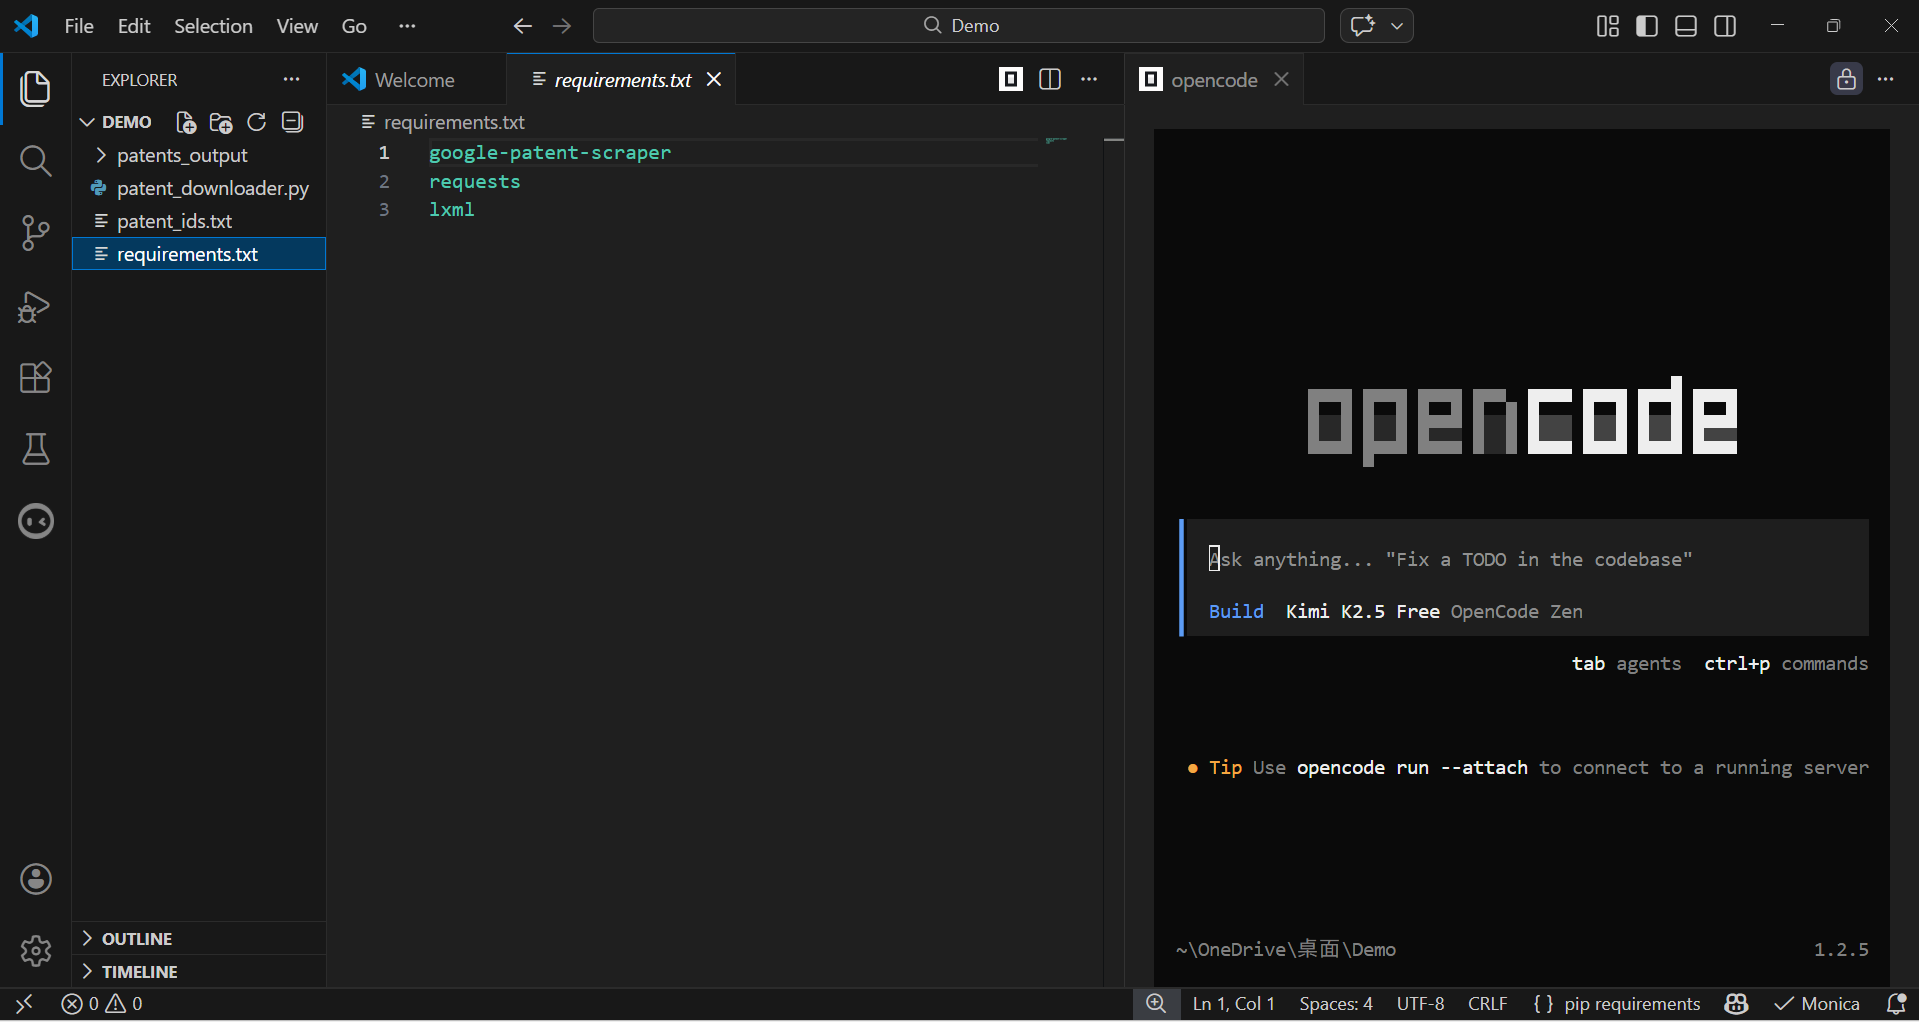 File Edit Selection View Go ···
Demo
EXPLORER ···
DEMO
patents_output
patent_downloader.py
patent_ids.txt
requirements.txt
OUTLINE
TIMELINE
Welcome
requirements.txt
requirements.txt
1 google-patent-scraper
2 requests
3 lxml
opencode
opencode
Ask anything... "Fix a TODO in the codebase"
Build Kimi K2.5 Free OpenCode Zen
tab agents ctrl+p commands
● Tip Use opencode run --attach to connect to a running server
~\OneDrive\桌面\Demo 1.2.5
0 0
Ln 1, Col 1 Spaces: 4 UTF-8 CRLF { } pip requirements Monica